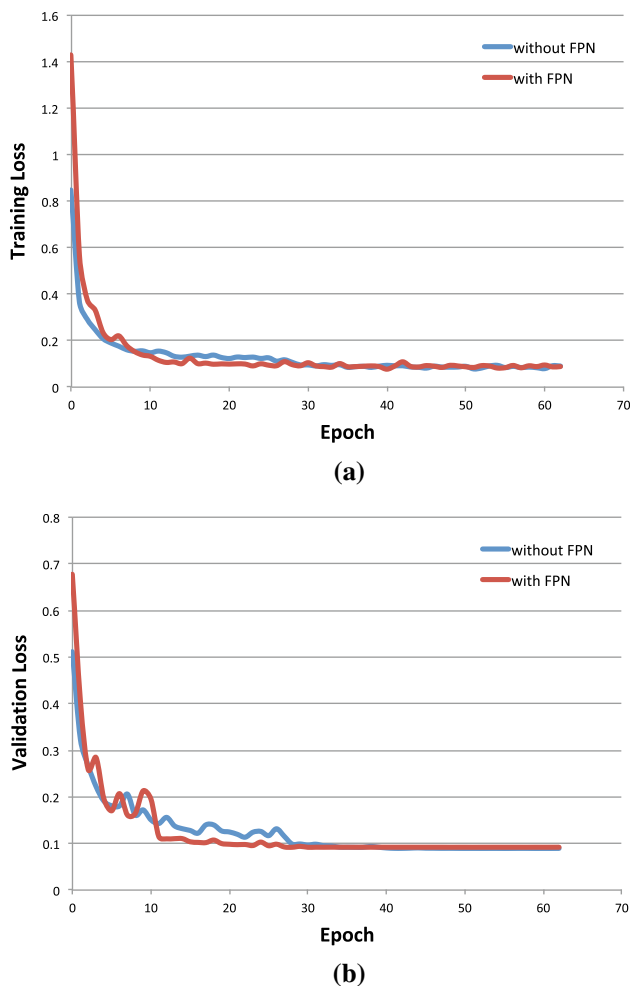 1.6
1.4
1.2
1
0.8
0.6
0.4
0.2
0
Training Loss
without FPN
with FPN
0 10 20 30 40 50 60 70
Epoch
(a)
0.8
0.7
0.6
0.5
0.4
0.3
0.2
0.1
0
Validation Loss
without FPN
with FPN
0 10 20 30 40 50 60 70
Epoch
(b)